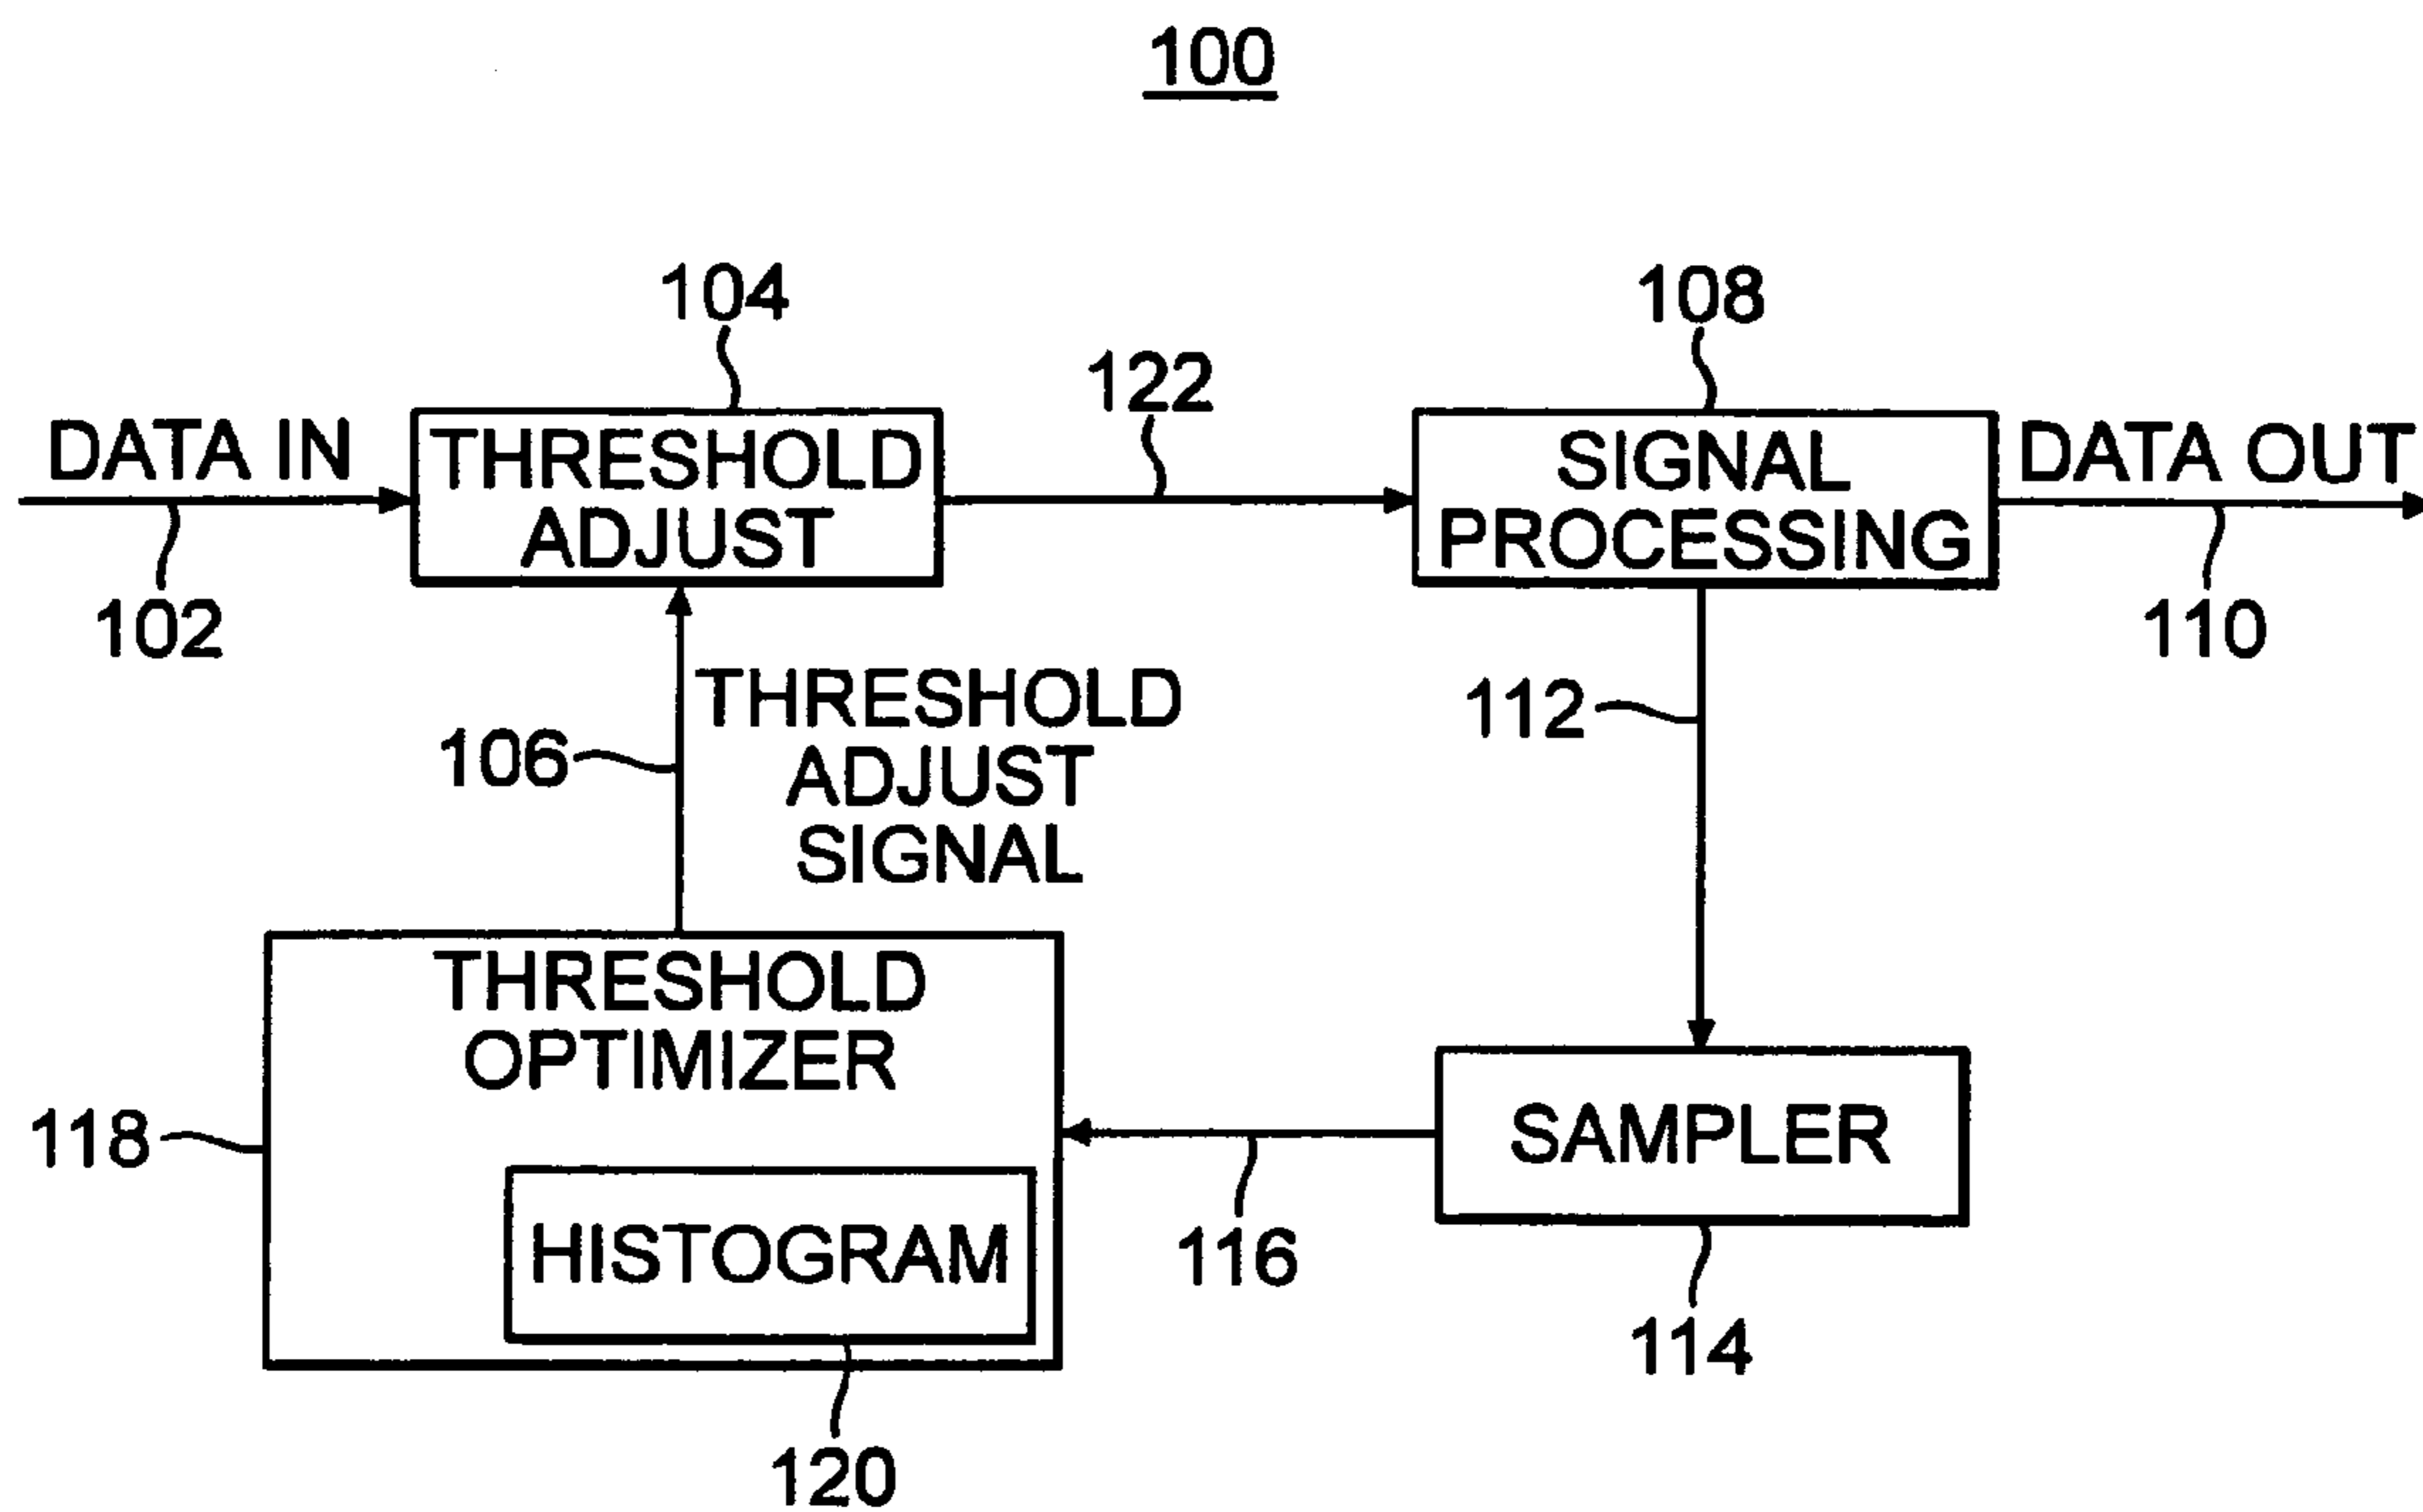 100
104
108
122
DATA IN
THRESHOLD
ADJUST
SIGNAL
PROCESSING
DATA OUT
102
110
106
THRESHOLD
ADJUST
SIGNAL
112
THRESHOLD
OPTIMIZER
118
SAMPLER
HISTOGRAM
116
114
120